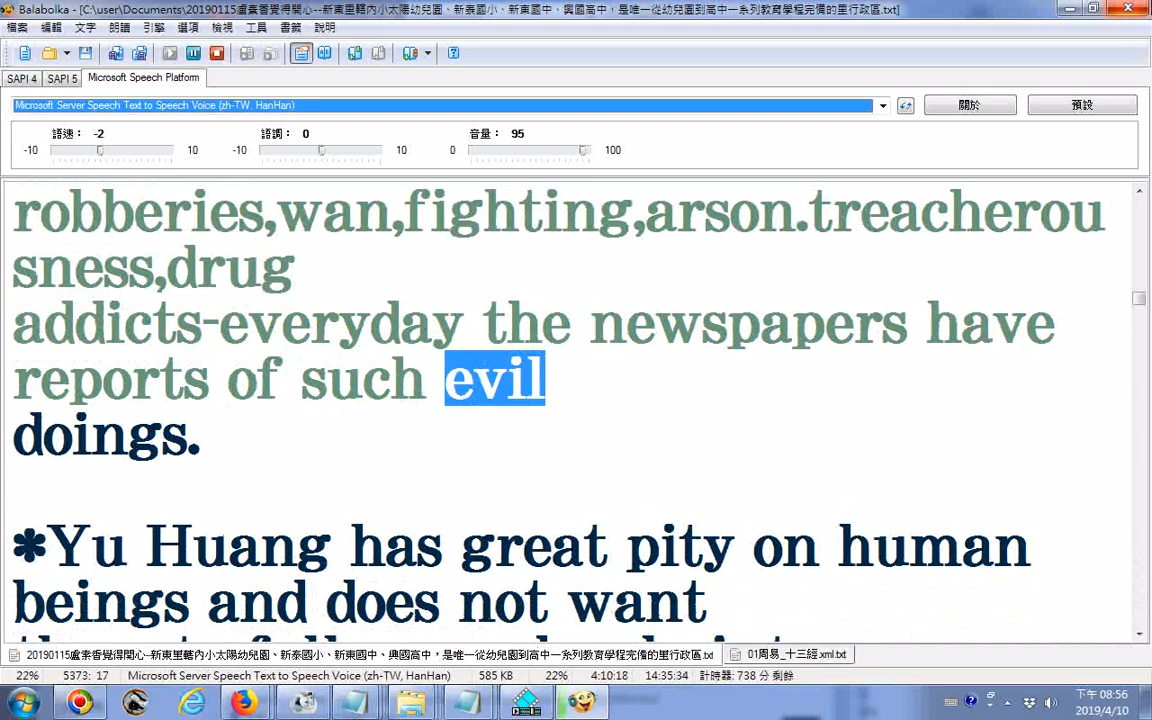 Balabolka - [C:\user\Documents\20190115盧素香覺得開心--新東里轄內小太陽幼兒園、新泰國小、新東國中、興國高中，是唯一從幼兒園到高中一系列教育學程完備的里行政區.txt]
檔案 編輯 文字 朗讀 引擎 選項 檢視 工具 書籤 說明
SAPI 4 SAPI 5 Microsoft Speech Platform
Microsoft Server Speech Text to Speech Voice (zh-TW, HanHan) 關於 預設
語速： -2 語調： 0 音量： 95
-10 10 -10 10 0 100
robberies,wan,fighting,arson.treacherou
sness,drug
addicts-everyday the newspapers have
reports of such evil
doings.
*Yu Huang has great pity on human
beings and does not want
20190115盧素香覺得開心--新東里轄內小太陽幼兒園、新泰國小、新東國中、興國高中，是唯一從幼兒園到高中一系列教育學程完備的里行政區.txt 01周易_十三經.xml.txt
22% 5373: 17 Microsoft Server Speech Text to Speech Voice (zh-TW, HanHan) 585 KB 22% 4:10:18 14:35:34 計時器: 738 分 剩餘
下午 08:56
2019/4/10